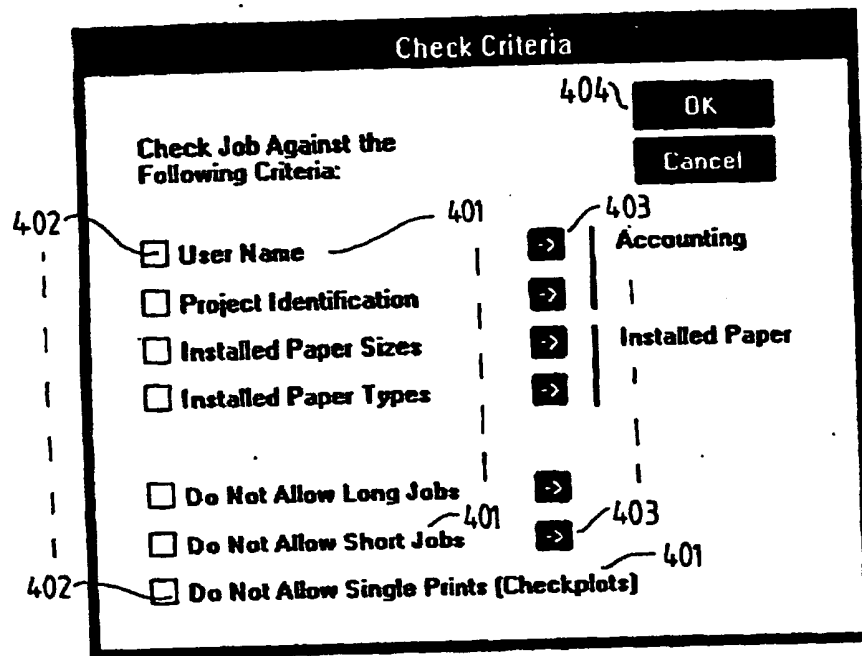 Check Criteria
404 OK
Check Job Against the
Following Criteria:
Cancel
402 401 403
User Name -> Accounting
Project Identification ->
Installed Paper Sizes -> Installed Paper
Installed Paper Types ->
Do Not Allow Long Jobs ->
Do Not Allow Short Jobs 401 -> 403
401
402 Do Not Allow Single Prints (Checkplots)